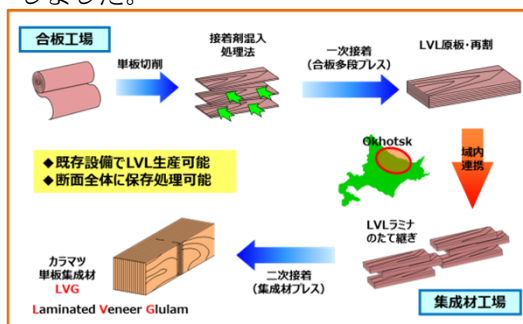 しました。
合板工場
単板切削
接着剤混入
処理法
一次接着
(合板多段プレス)
LVL原板・再割
◆既存設備でLVL生産可能
◆断面全体に保存処理可能
Okhotsk
域内
連携
LVLラミナ
のたて継ぎ
集成材工場
二次接着
(集成材プレス)
カラマツ
単板集成材
LVG
Laminated Veneer Glulam